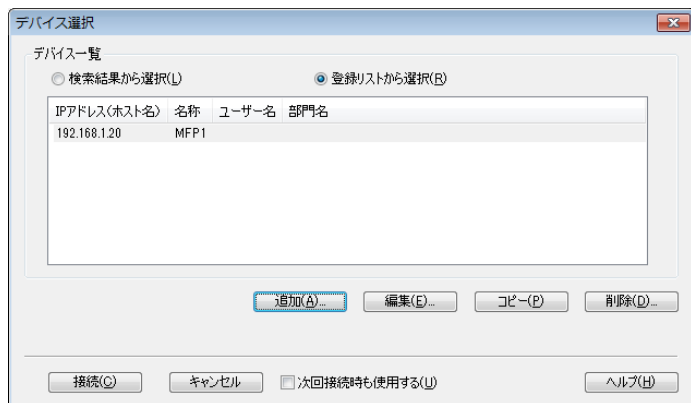 デバイス選択
デバイス一覧
検索結果から選択(L) 登録リストから選択(R)
IPアドレス(ホスト名) 名称 ユーザー名 部門名
192.168.1.20 MFP1
追加(A)... 編集(E)... コピー(P) 削除(D)...
接続(C) キャンセル 次回接続時も使用する(U) ヘルプ(H)